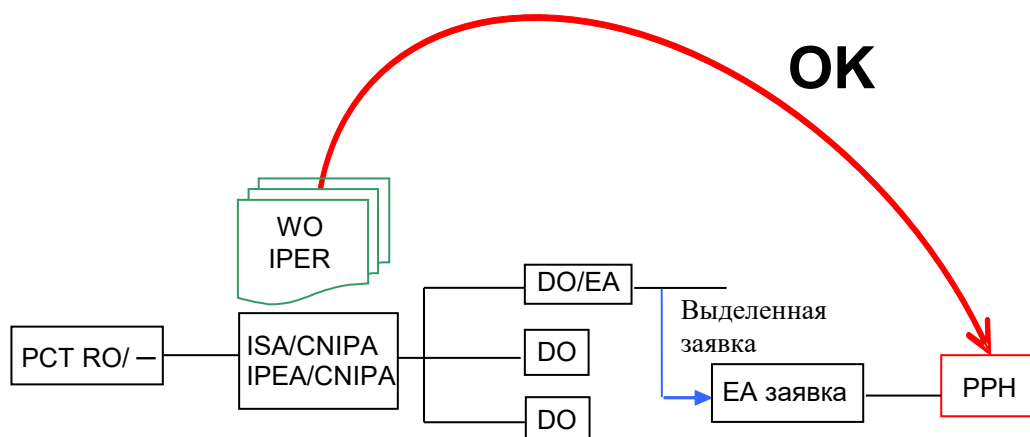 OK
WO
IPER
DO/EA
Выделенная
заявка
PCT RO/ —
ISA/CNIPA
IPEA/CNIPA
DO
EA заявка
PPH
DO